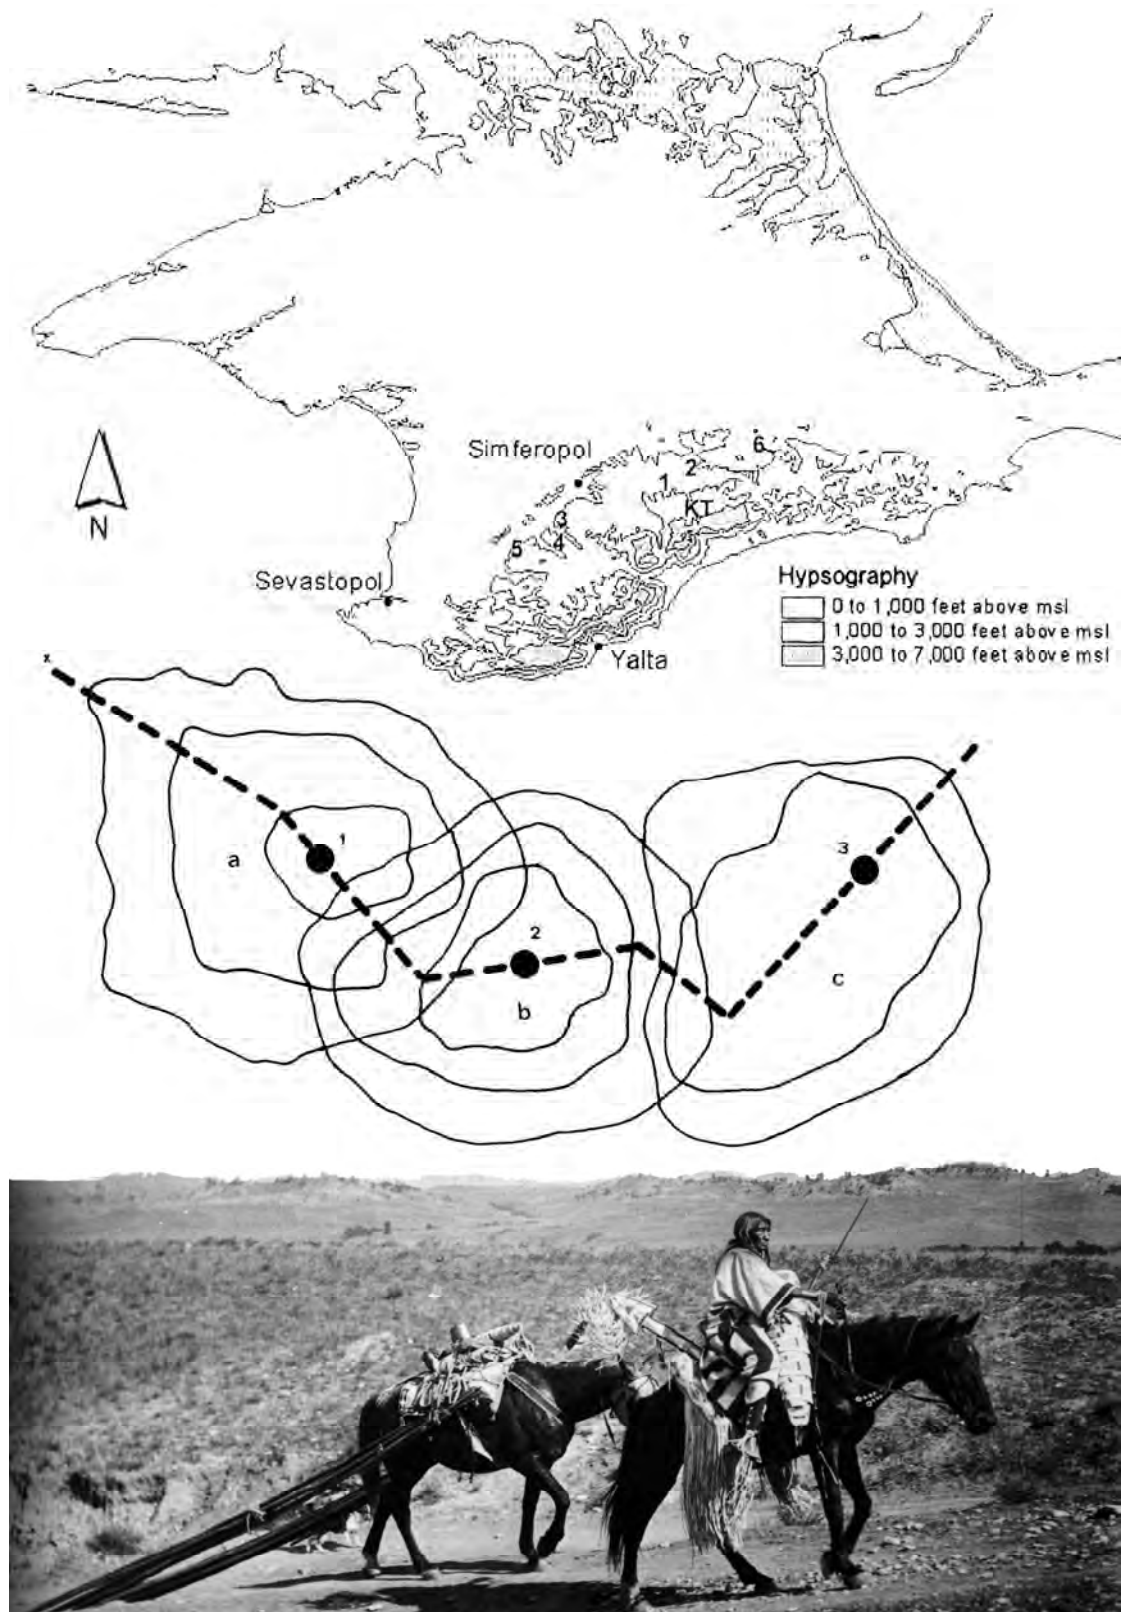 Simferopol
6
2
1
KT
3
4
5
N
Sevastopol
Hypsography
0 to 1,000 feet above msl
1,000 to 3,000 feet above msl
3,000 to 7,000 feet above msl
Yalta
x
1
a
3
2
c
b